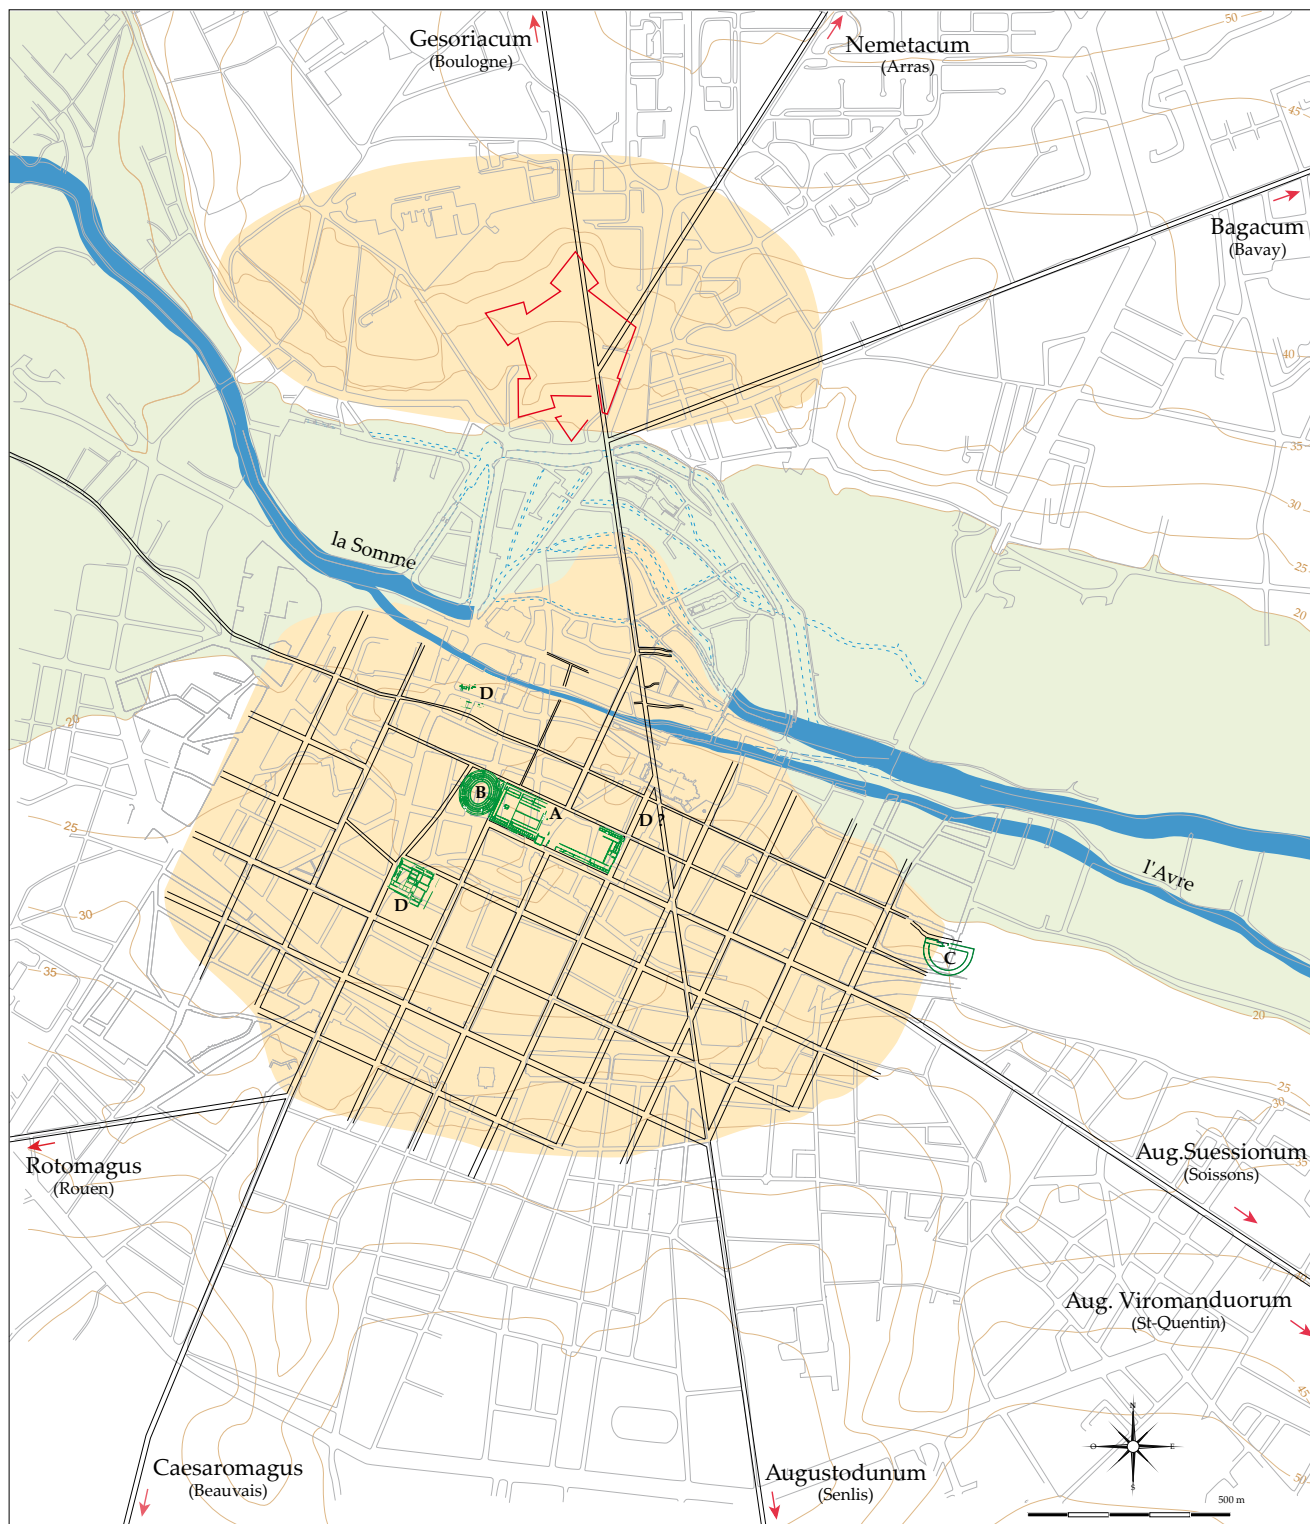 50
Gesoriacum
(Boulogne)
Nemetacum
(Arras)
45
Bagacum
(Bavay)
40
35
30
25
20
la Somme
D
20
B
A
D ?
25
l'Avre
D
30
C
35
20
25
30
Rotomagus
(Rouen)
Aug.Suessionum
(Soissons)
35
Aug. Viromanduorum
(St-Quentin)
45
N
O
E
S
Caesaromagus
(Beauvais)
Augustodunum
(Senlis)
50
500 m